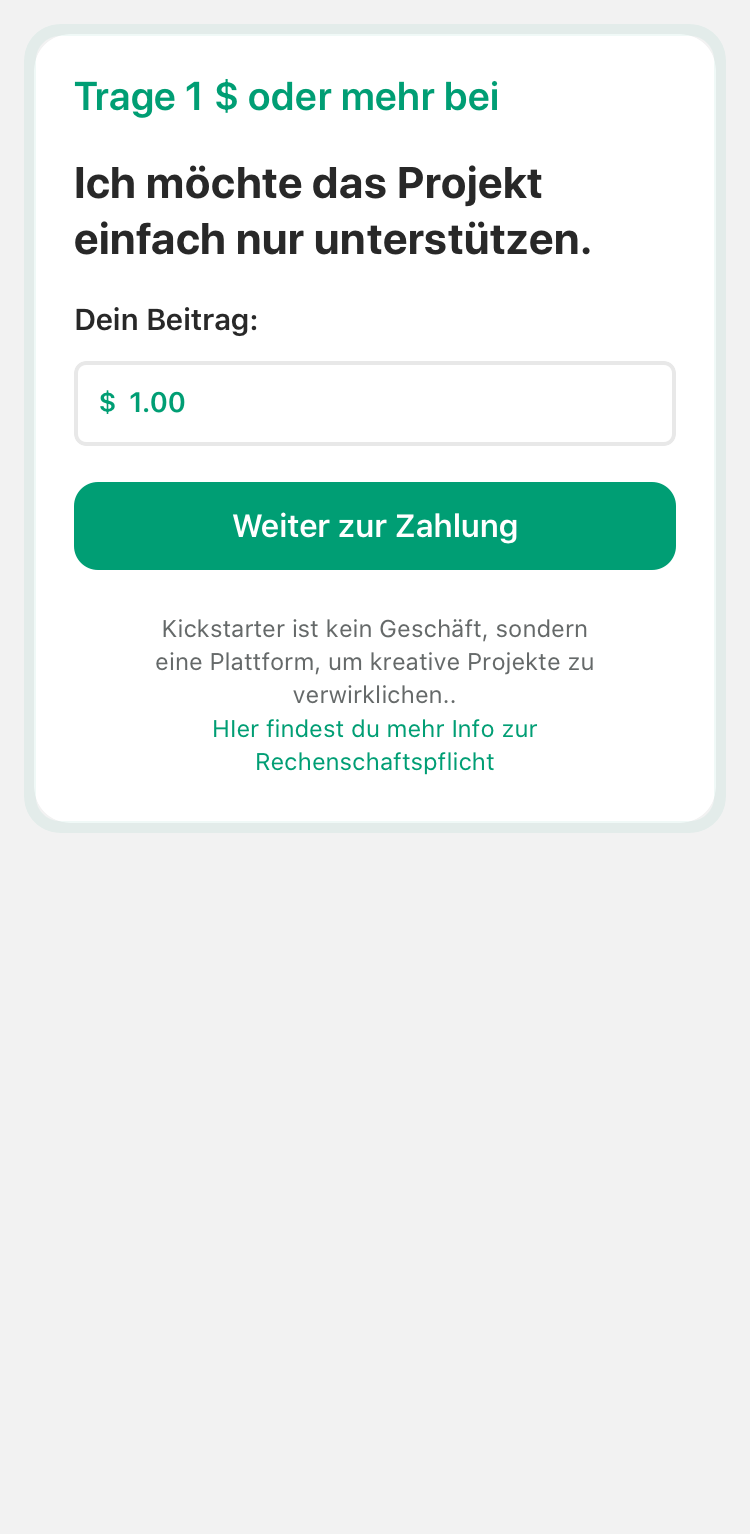 Trage 1 $ oder mehr bei
Ich möchte das Projekt
einfach nur unterstützen.
Dein Beitrag:
$ 1.00
Weiter zur Zahlung
Kickstarter ist kein Geschäft, sondern
eine Plattform, um kreative Projekte zu
verwirklichen..
HIer findest du mehr Info zur
Rechenschaftspflicht